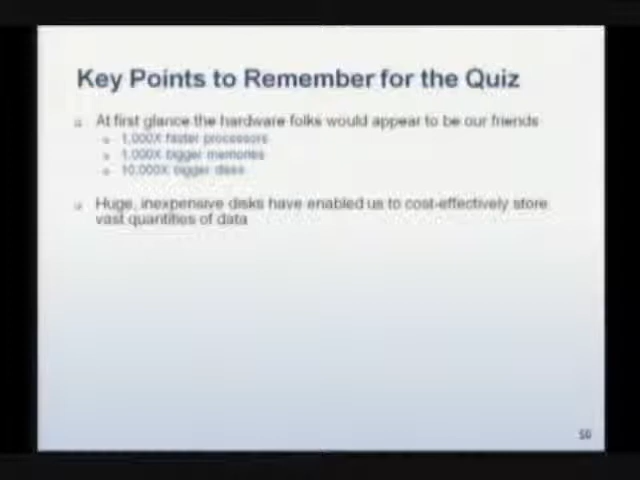 Key Points to Remember for the Quiz
At first glance the hardware folks would appear to be our friends
1,000X faster processors
1,000X bigger memories
10,000X bigger disks
Huge, inexpensive disks have enabled us to cost-effectively store
vast quantities of data
50